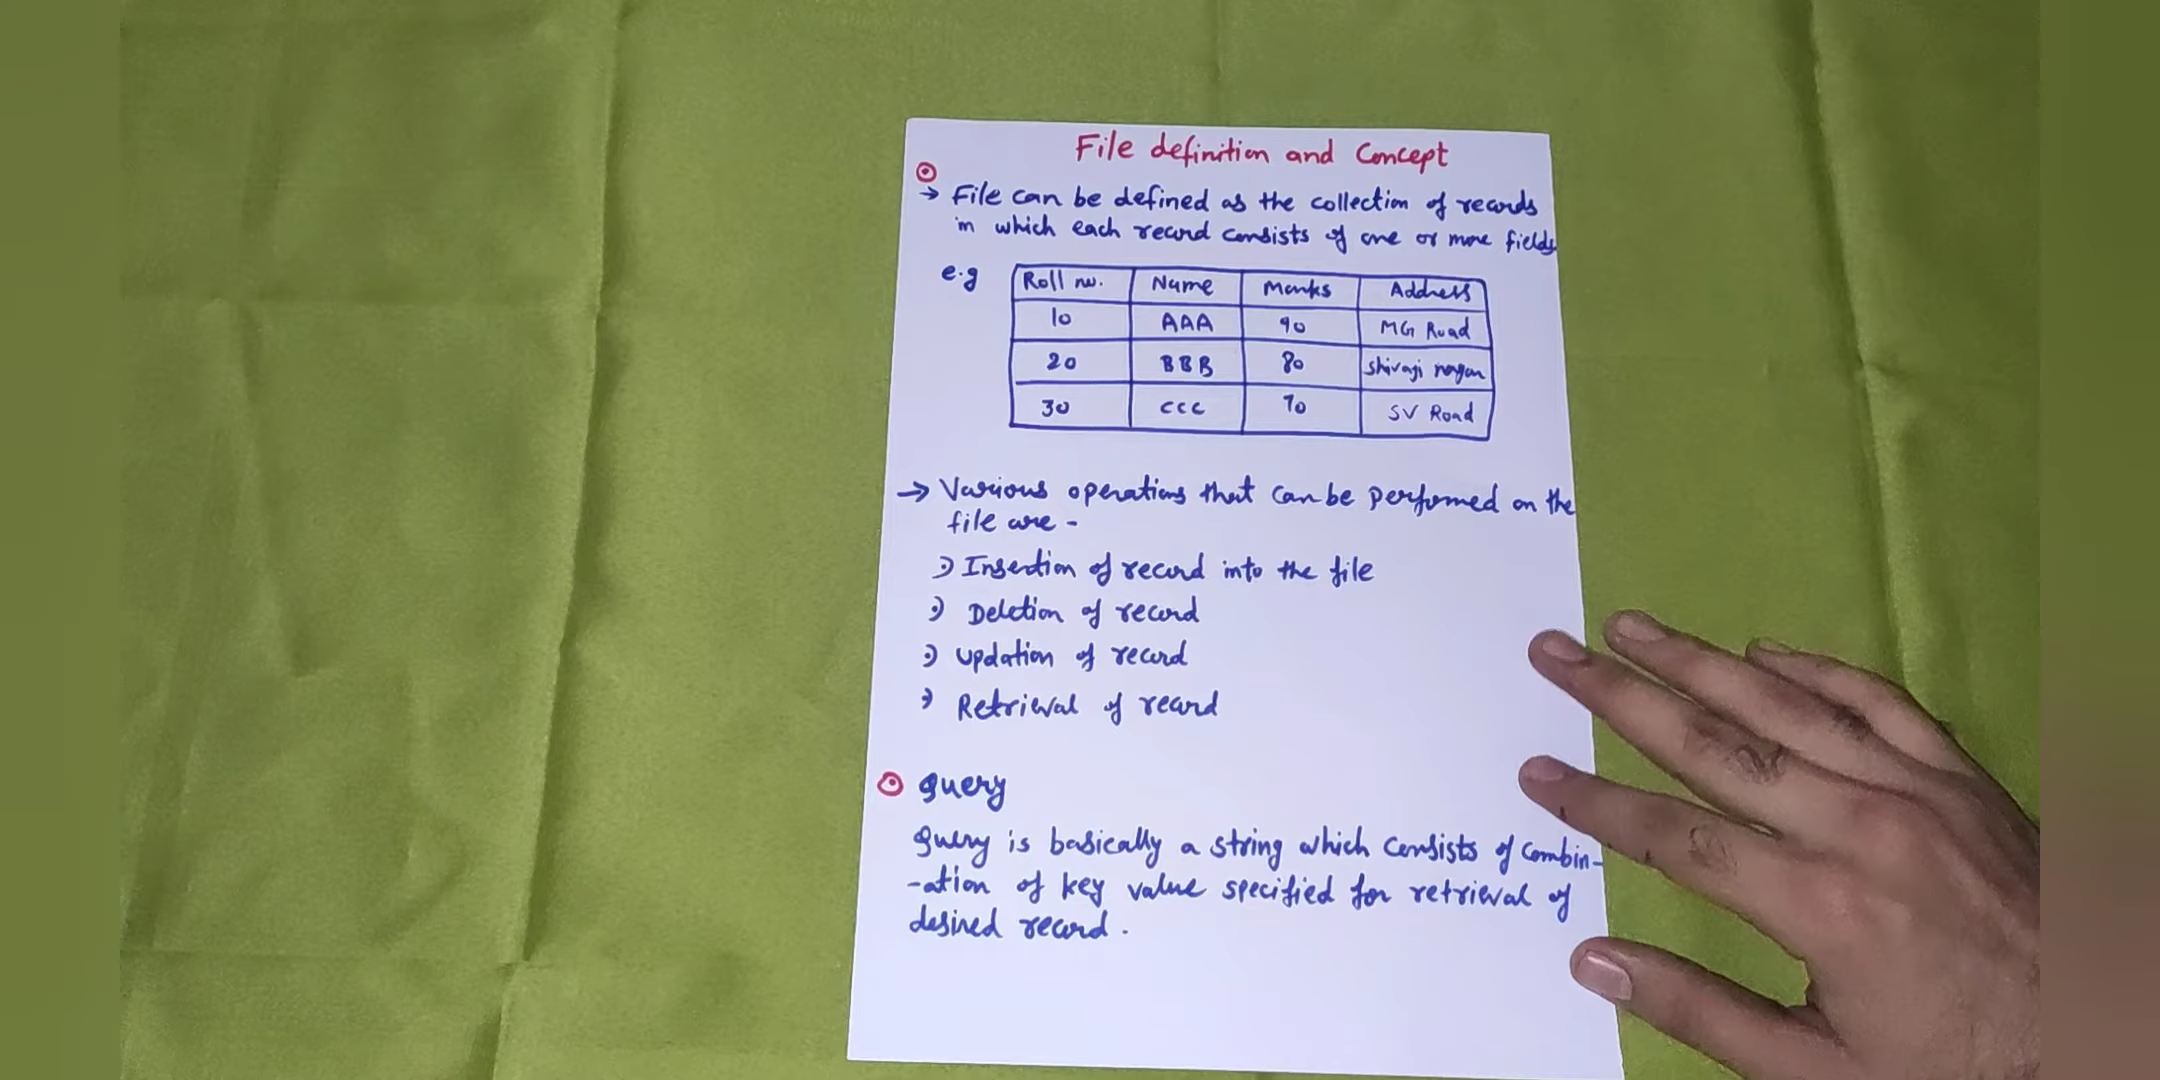 File definition and Concept
→ File can be defined as the collection of records
in which each record consists of one or more fields
e.g
Roll no. Name Marks Address
10 AAA 90 MG Road
20 BBB 80 Shivaji nagar
30 CCC 70 SV Road
→ Various operations that can be performed on the
file are -
Insertion of record into the file
Deletion of record
Updation of record
Retrieval of record
Query
Query is basically a string which consists of combin-
-ation of key value specified for retrieval of
desired record.